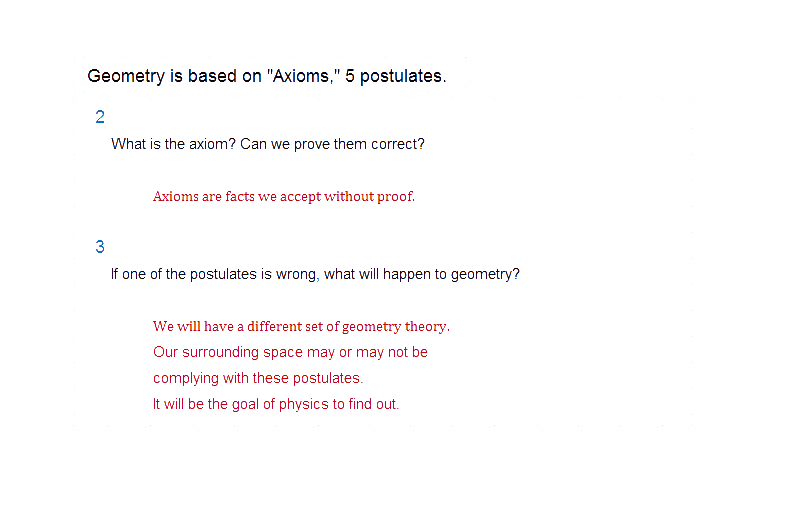 Geometry is based on "Axioms," 5 postulates.
2
What is the axiom? Can we prove them correct?
Axioms are facts we accept without proof.
3
If one of the postulates is wrong, what will happen to geometry?
We will have a different set of geometry theory.
Our surrounding space may or may not be
complying with these postulates.
It will be the goal of physics to find out.